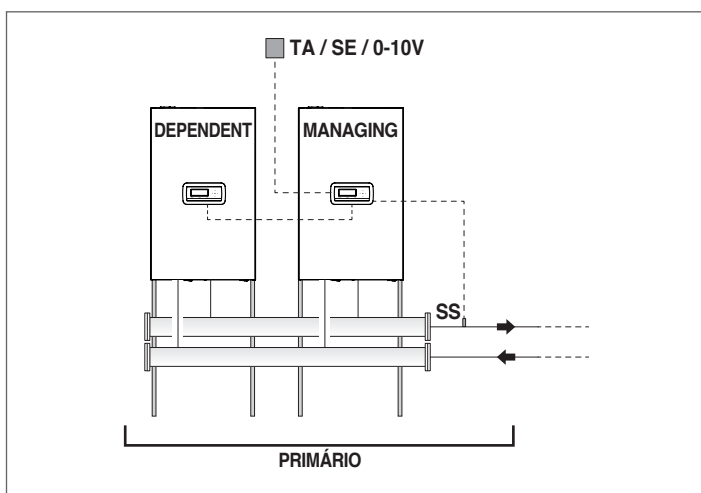 TA / SE / 0-10V
DEPENDENT
MANAGING
SS
PRIMÁRIO